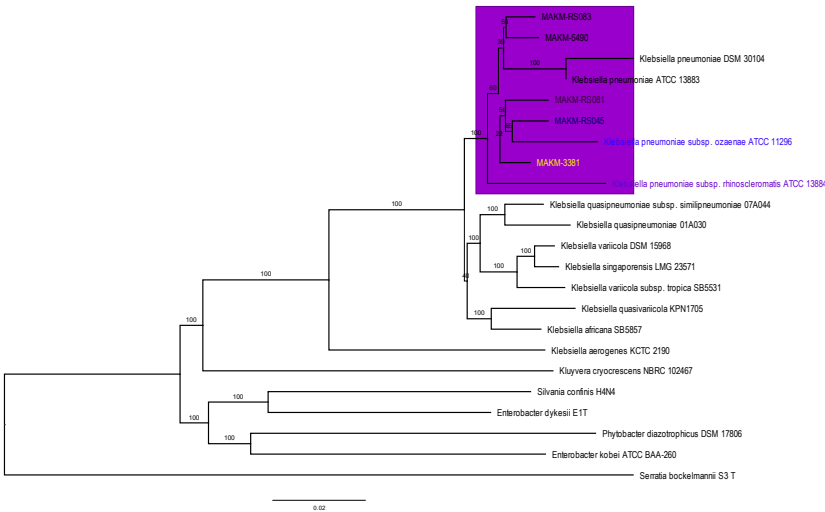 MAKM-RS083
MAKM-5490
Klebsiella pneumoniae DSM 30104
100
Klebsiella pneumoniae ATCC 13883
MAKM-RS081
MAKM-RS045
Klebsiella pneumoniae subsp. ozaenae ATCC 11296
100
MAKM-3381
Klebsiella pneumoniae subsp. rhinoscleromatis ATCC 13884
Klebsiella quasipneumoniae subsp. similipneumoniae 07A044
100
100
Klebsiella quasipneumoniae 01A030
Klebsiella variicola DSM 15968
100
100
Klebsiella singaporensis LMG 23571
100
Klebsiella variicola subsp. tropica SB5531
Klebsiella quasivariicola KPN1705
100
Klebsiella africana SB5857
100
Klebsiella aerogenes KCTC 2190
Kluyvera cryocrescens NBRC 102467
Silvania confinis H4N4
100
Enterobacter dykesii E1T
100
Phytobacter diazotrophicus DSM 17806
100
Enterobacter kobei ATCC BAA-260
Serratia bockelmannii S3 T
0.02